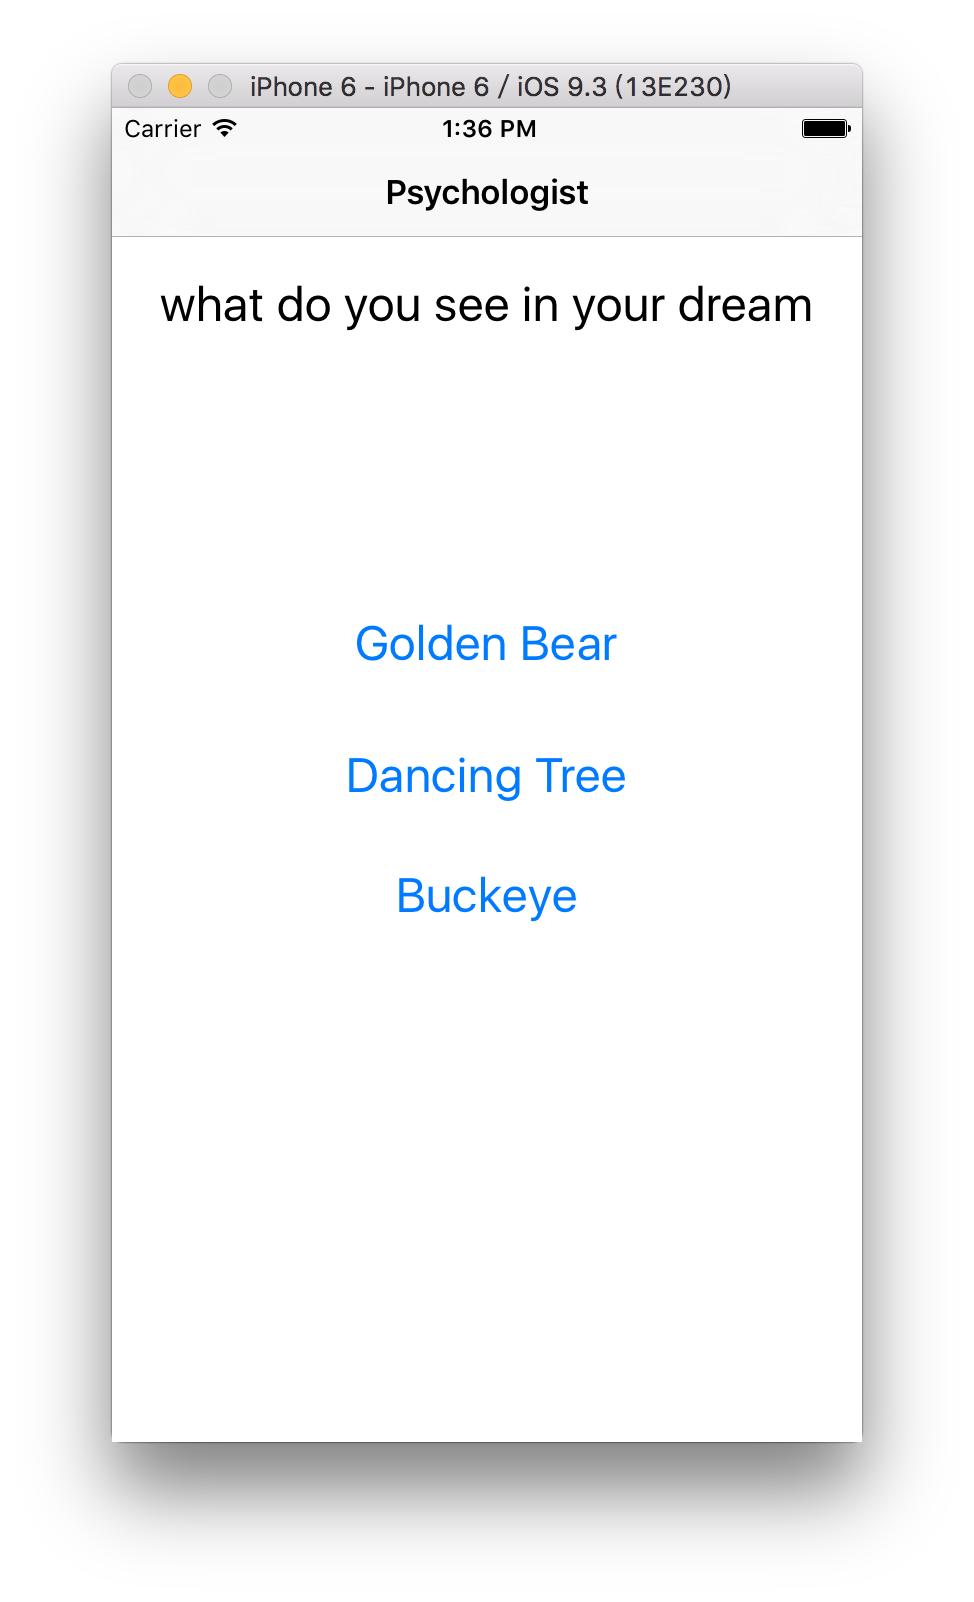 iPhone 6 - iPhone 6 / iOS 9.3 (13E230)
Carrier 1:36 PM
Psychologist
what do you see in your dream
Golden Bear
Dancing Tree
Buckeye